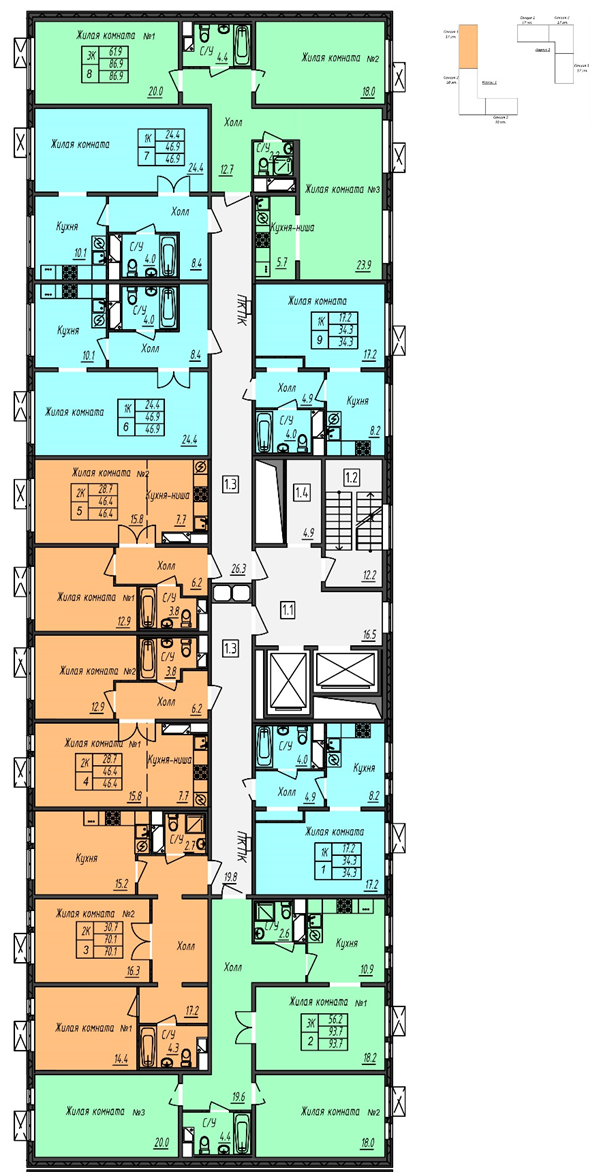 Жилая комната №1
3К 61.9
86.9
8 86.9
20.0
С/У
4.4
Жилая комната №2
18.0
Холл
12.7
С/У
Жилая комната №3
23.9
Жилая комната
1К 24.4
46.9
7 46.9
24.4
Кухня-ниша
5.7
Холл
8.4
Кухня
10.1
С/У
4.0
ПК
ПК
Кухня
10.1
С/У
4.0
Холл
8.4
Жилая комната
1К 17.2
34.3
9 34.3
17.2
Холл
4.9
Кухня
8.2
С/У
4.0
Жилая комната
1К 24.4
46.9
6 46.9
24.4
Жилая комната №2
2К 28.7
46.4
5 46.4
15.8
Кухня-ниша
7.7
1.3
26.3
1.4
4.9
1.2
12.2
Холл
6.2
Жилая комната №1
12.9
С/У
3.8
1.1
16.5
Жилая комната №2
12.9
С/У
3.8
1.3
Холл
6.2
Жилая комната №1
2К 28.7
46.4
4 46.4
15.8
Кухня-ниша
7.7
С/У
4.0
Кухня
8.2
Холл
4.9
ПК
ПК
19.8
Жилая комната
1К 17.2
34.3
1 34.3
17.2
Кухня
15.2
С/У
2.7
Жилая комната №2
2К 30.7
70.1
3 70.1
16.3
Холл
17.2
С/У
2.6
Кухня
10.9
Холл
19.6
Жилая комната №1
14.4
С/У
4.3
Жилая комната №1
3К 56.2
93.7
2 93.7
18.2
Жилая комната №3
20.0
С/У
4.4
Жилая комната №2
18.0